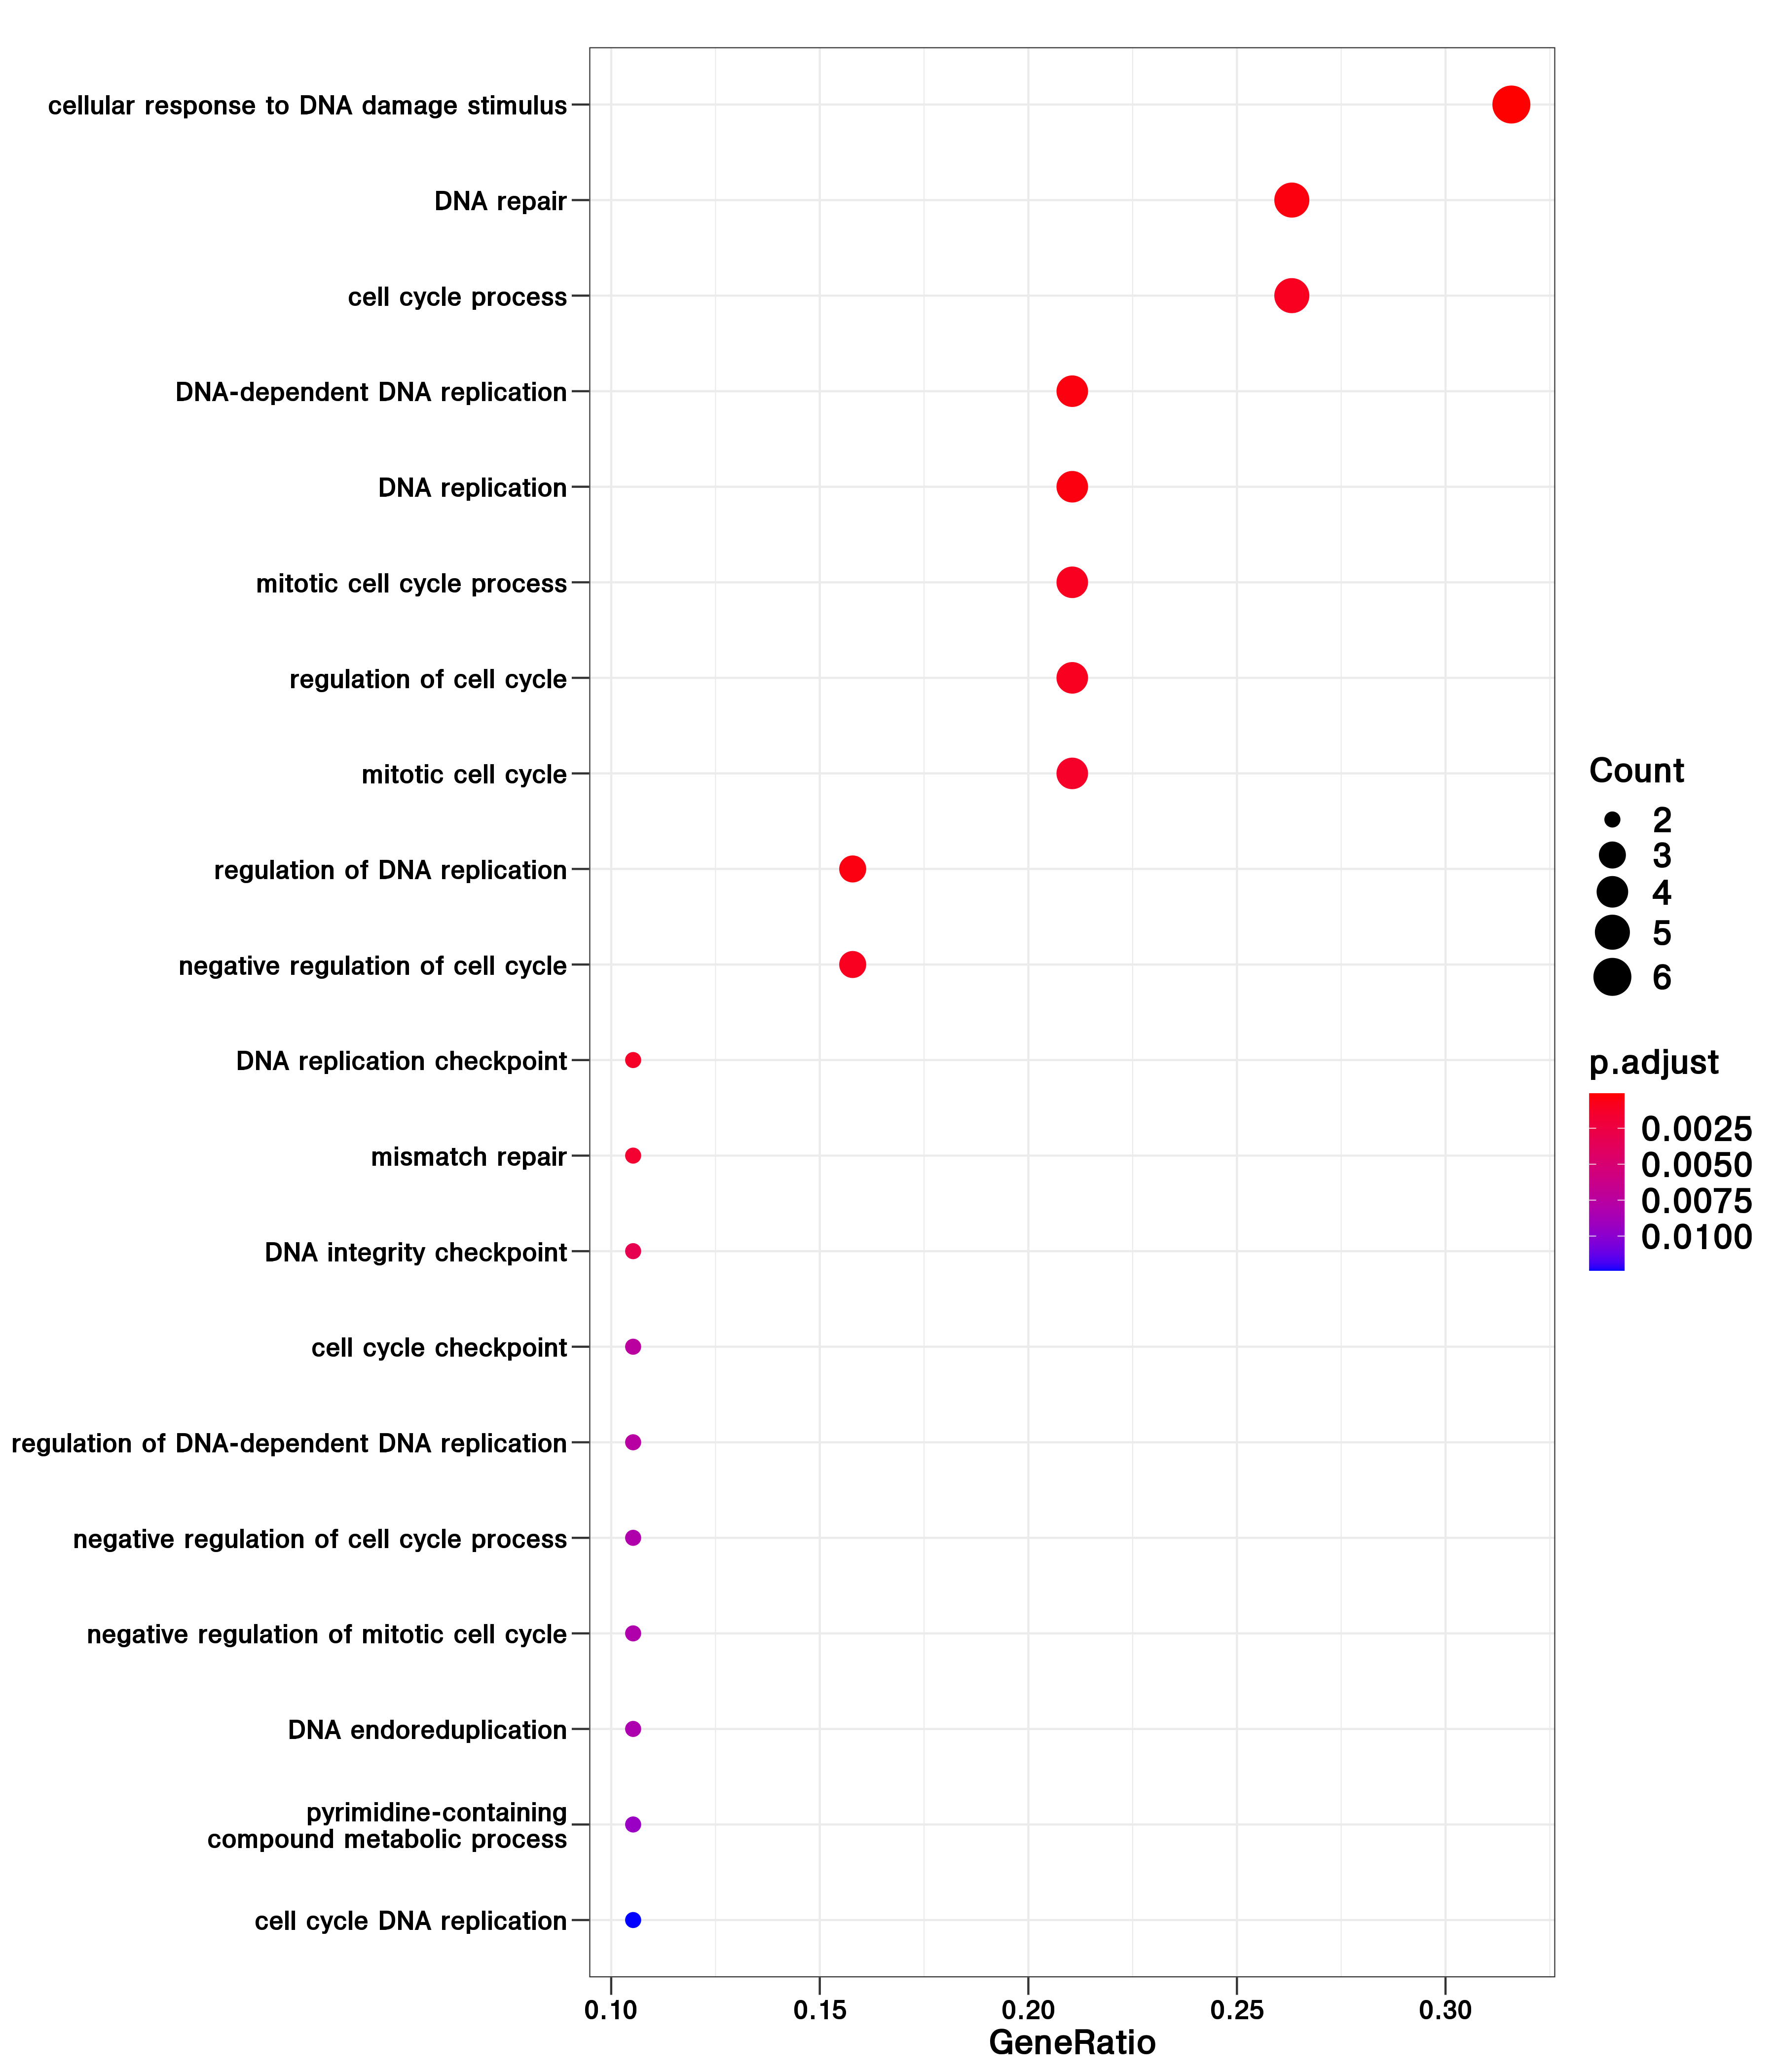 cellular response to DNA damage stimulus
DNA repair
cell cycle process
DNA-dependent DNA replication
DNA replication
mitotic cell cycle process
regulation of cell cycle
mitotic cell cycle
regulation of DNA replication
negative regulation of cell cycle
DNA replication checkpoint
mismatch repair
DNA integrity checkpoint
cell cycle checkpoint
regulation of DNA-dependent DNA replication
negative regulation of cell cycle process
negative regulation of mitotic cell cycle
DNA endoreduplication
pyrimidine-containing
compound metabolic process
cell cycle DNA replication
0.10 0.15 0.20 0.25 0.30
GeneRatio
Count
2
3
4
5
6
p.adjust
0.0025
0.0050
0.0075
0.0100